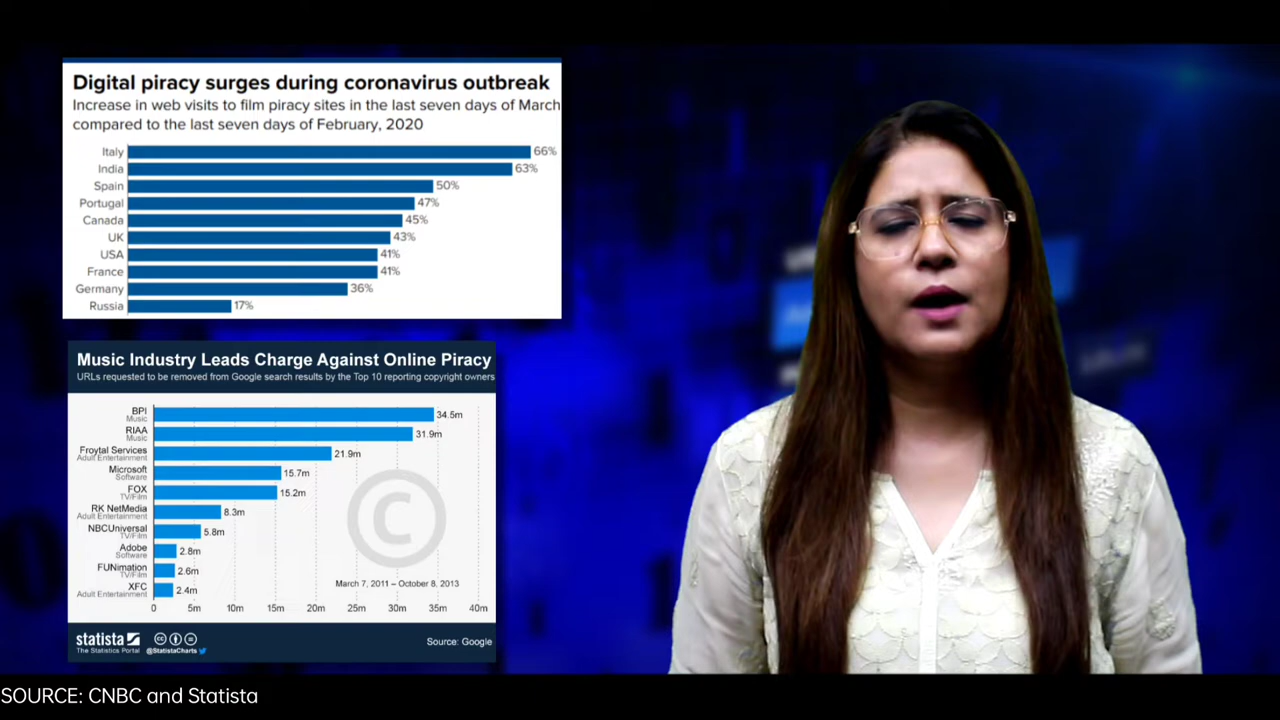 Digital piracy surges during coronavirus outbreak
Increase in web visits to film piracy sites in the last seven days of March
compared to the last seven days of February, 2020
Italy 66%
India 63%
Spain 50%
Portugal 47%
Canada 45%
UK 43%
USA 41%
France 41%
Germany 36%
Russia 17%
Music Industry Leads Charge Against Online Piracy
URLs requested to be removed from Google search results by the Top 10 reporting copyright owners
BPI 34.5m
Music
RIAA 31.9m
Music
Froytal Services 21.9m
Adult Entertainment
Microsoft 15.7m
Software
FOX 15.2m
TV/Film
RK NetMedia 8.3m
Adult Entertainment
NBCUniversal 5.8m
TV/Film
Adobe 2.8m
Software
FUNimation 2.6m
TV/Film
XFC 2.4m
Adult Entertainment
March 7, 2011 – October 8, 2013
0 5m 10m 15m 20m 25m 30m 35m 40m
statista
The Statistics Portal
@StatistaCharts
Source: Google
SOURCE: CNBC and Statista